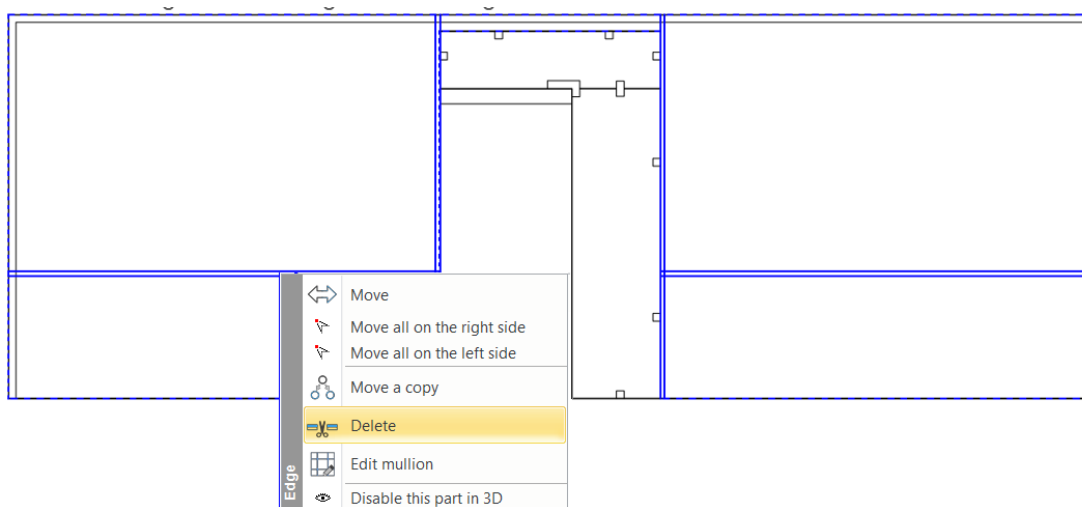 Move
Move all on the right side
Move all on the left side
Move a copy
Delete
Edit mullion
Disable this part in 3D
Edge